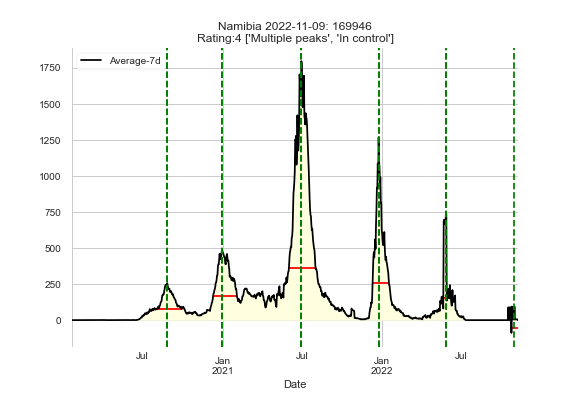 Namibia 2022-11-09: 169946
Rating:4 ['Multiple peaks', 'In control']
Average-7d
1750
1500
1250
1000
750
500
250
0
Jul
Jan
2021
Jul
Jan
2022
Jul
Date